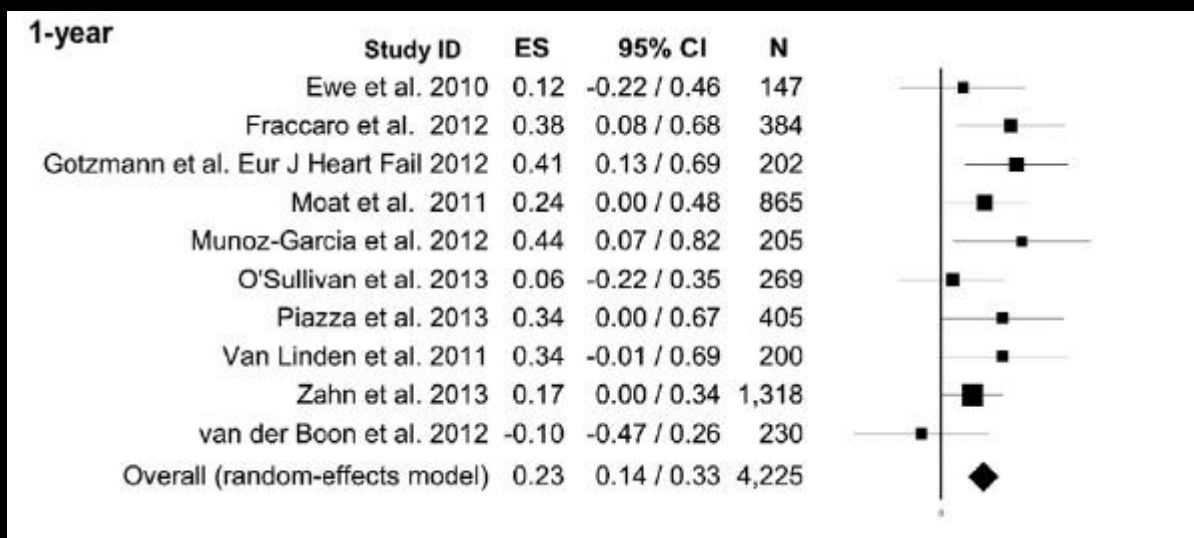 1-year
Study ID ES 95% CI N
Ewe et al. 2010 0.12 -0.22 / 0.46 147
Fraccaro et al. 2012 0.38 0.08 / 0.68 384
Gotzmann et al. Eur J Heart Fail 2012 0.41 0.13 / 0.69 202
Moat et al. 2011 0.24 0.00 / 0.48 865
Munoz-Garcia et al. 2012 0.44 0.07 / 0.82 205
O'Sullivan et al. 2013 0.06 -0.22 / 0.35 269
Piazza et al. 2013 0.34 0.00 / 0.67 405
Van Linden et al. 2011 0.34 -0.01 / 0.69 200
Zahn et al. 2013 0.17 0.00 / 0.34 1,318
van der Boon et al. 2012 -0.10 -0.47 / 0.26 230
Overall (random-effects model) 0.23 0.14 / 0.33 4,225
0